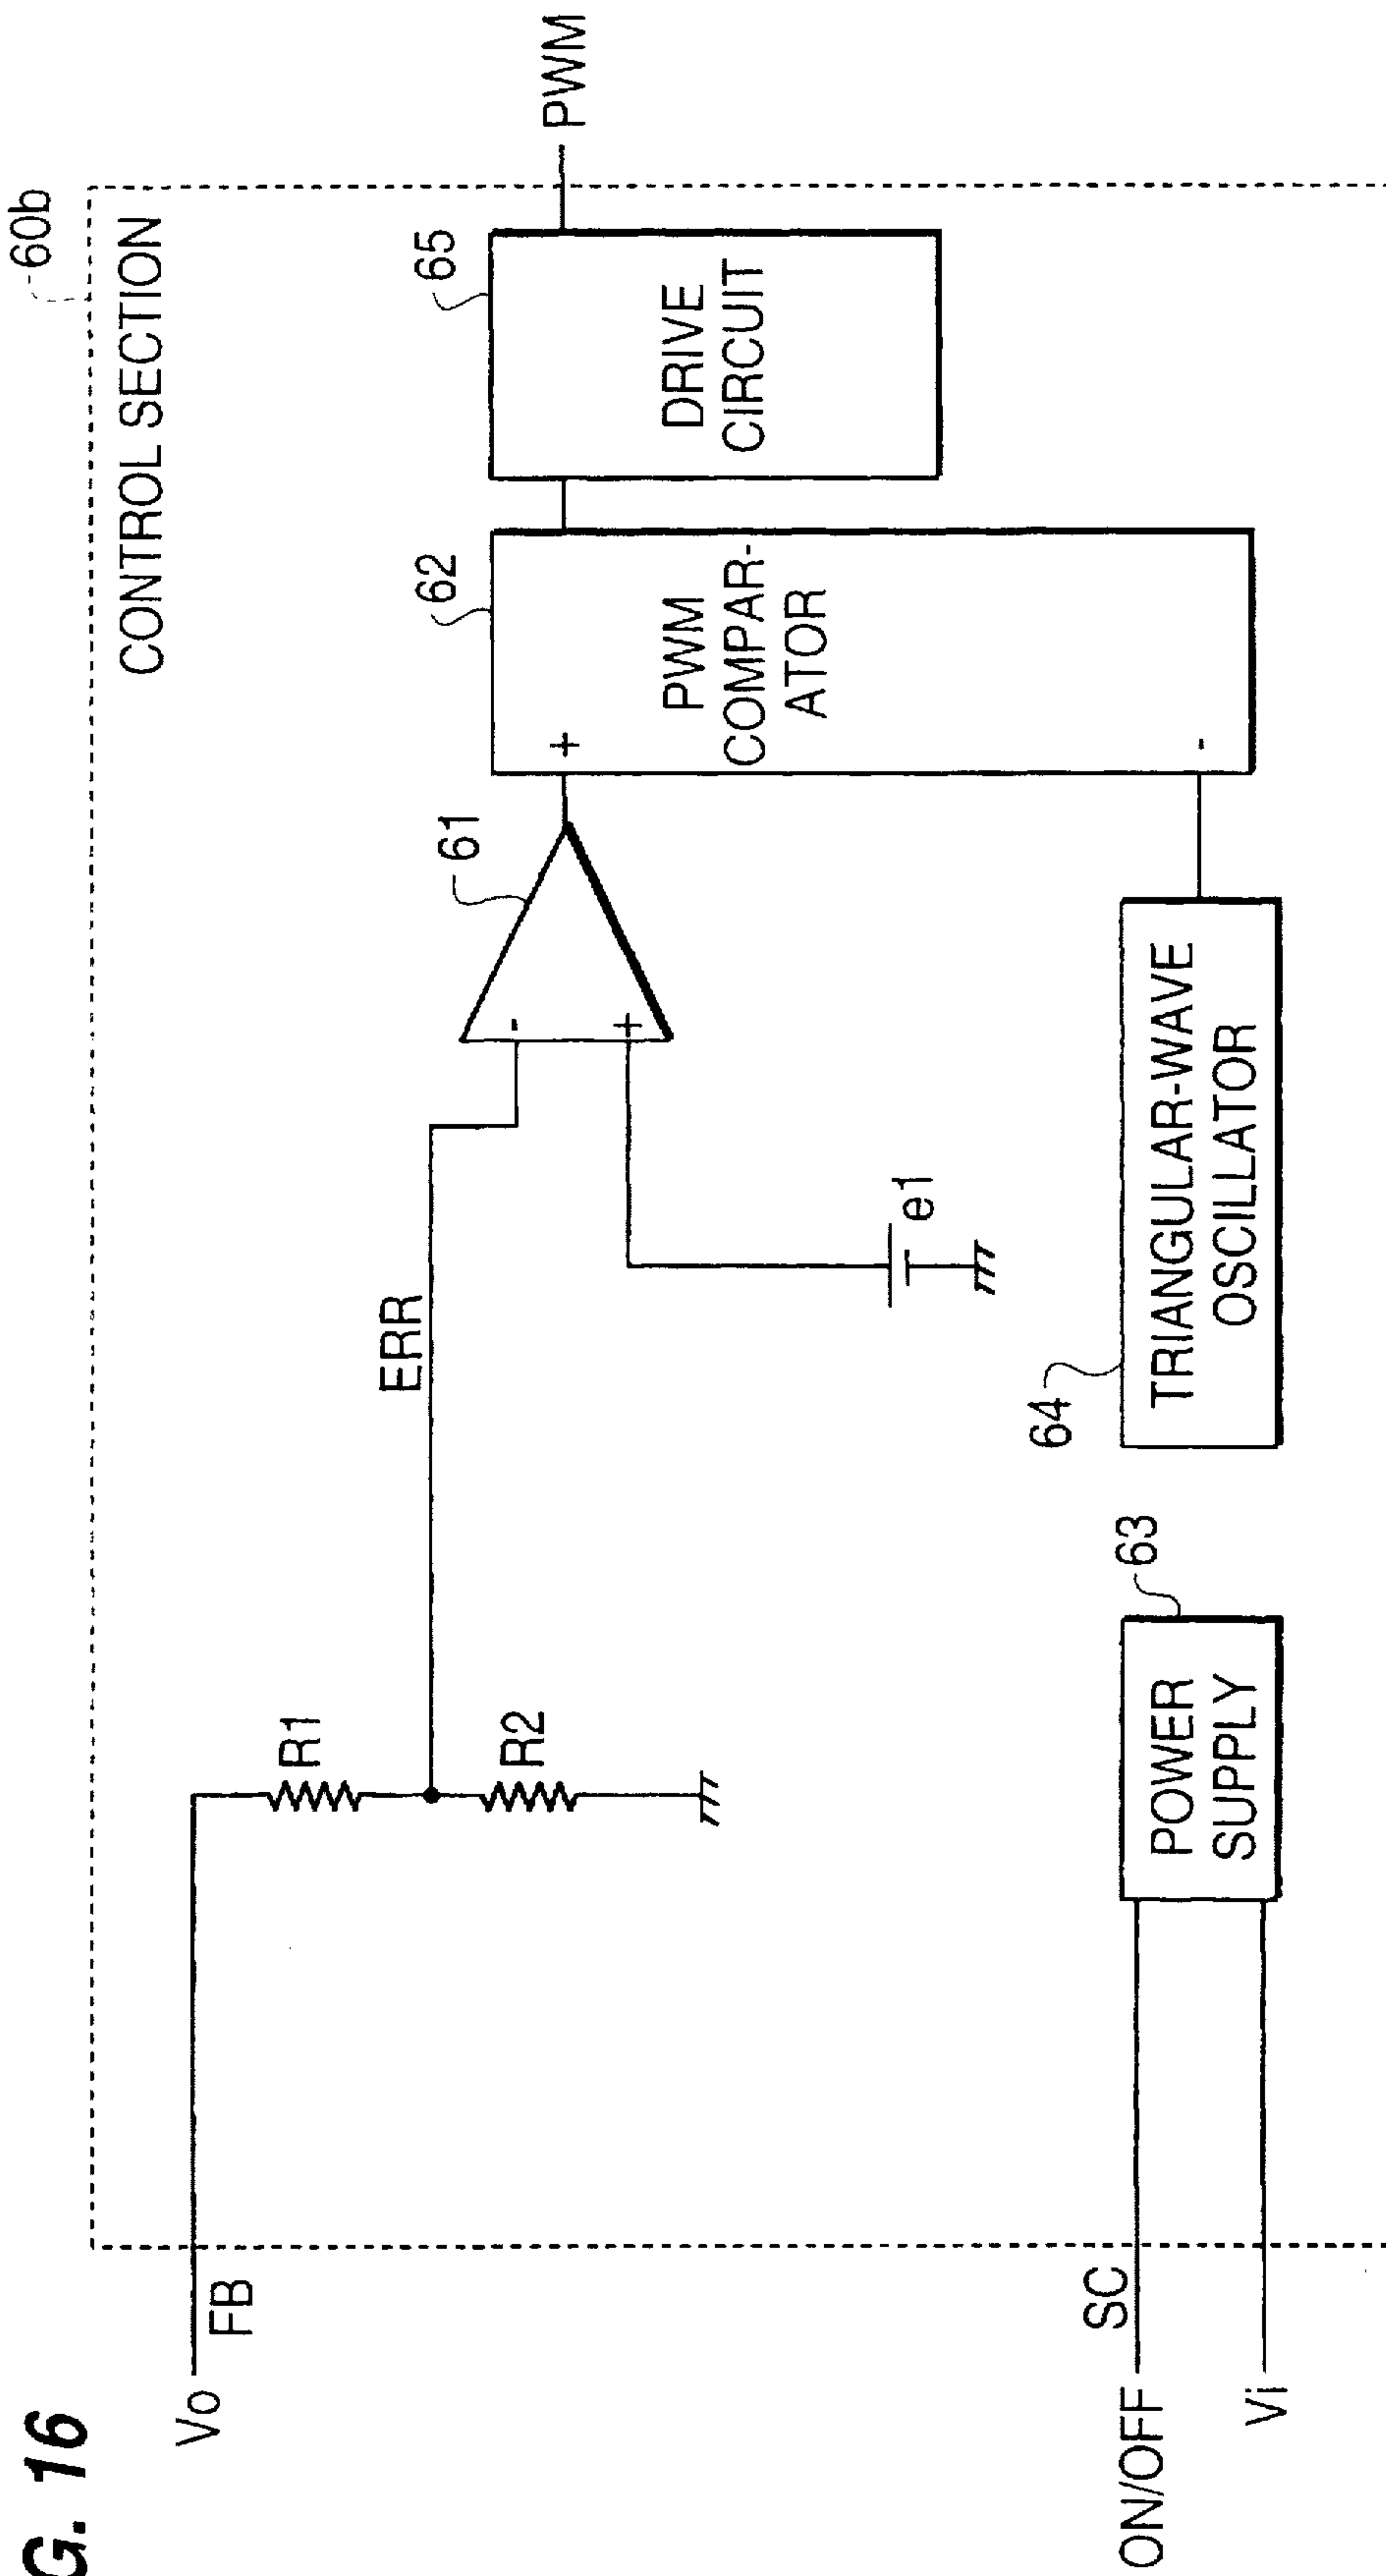 G. 16
60b
CONTROL SECTION
Vo
FB
R1
R2
ERR
61
-
+
e1
62
+
-
PWM
COMPAR-
ATOR
65
DRIVE
CIRCUIT
PWM
ON/OFF
SC
Vi
63
POWER
SUPPLY
64
TRIANGULAR-WAVE
OSCILLATOR